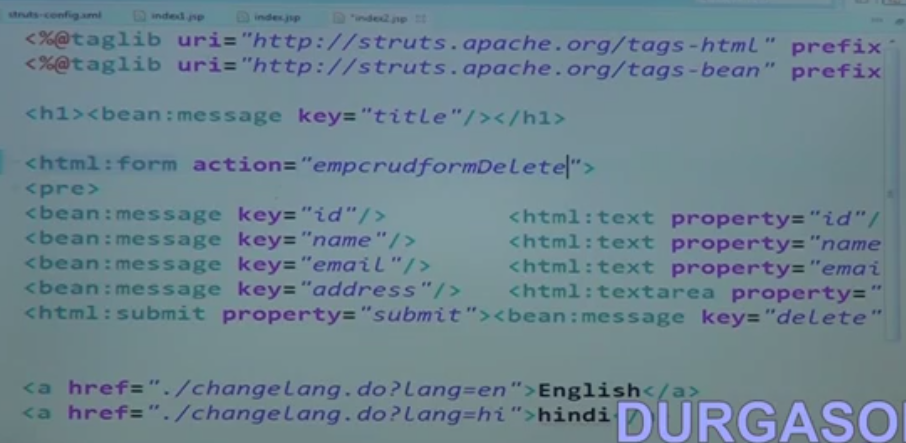 struts-config.xml index1.jsp index.jsp *index2.jsp
<%@taglib uri="http://struts.apache.org/tags-html" prefix
<%@taglib uri="http://struts.apache.org/tags-bean" prefix
<h1><bean:message key="title"/></h1>
<html:form action="empcrudformDelete">
<pre>
<bean:message key="id"/> <html:text property="id"/
<bean:message key="name"/> <html:text property="name
<bean:message key="email"/> <html:text property="emai
<bean:message key="address"/> <html:textarea property="
<html:submit property="submit"><bean:message key="delete"
<a href="./changelang.do?lang=en">English</a>
<a href="./changelang.do?lang=hi">hindi</
DURGASO